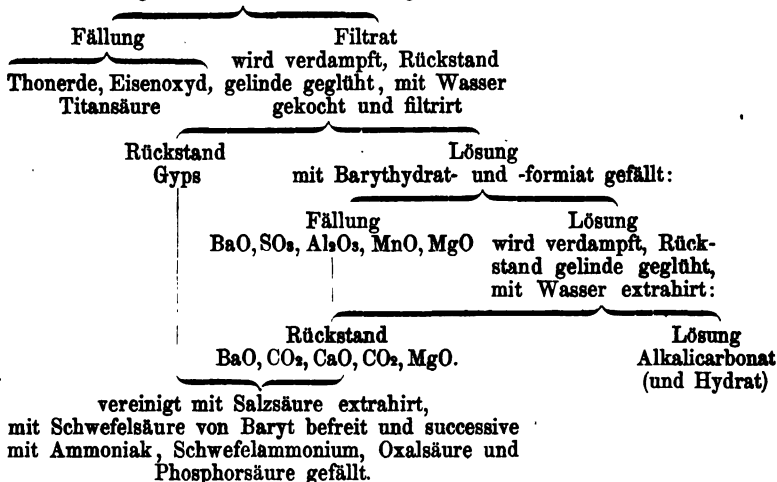 Fällung
Filtrat
wird verdampft, Rückstand
Thonerde, Eisenoxyd, gelinde geglüht, mit Wasser
Titansäure
gekocht und filtrirt
Rückstand
Gyps
Lösung
mit Barythydrat- und -formiat gefällt:
Fällung
BaO, SO₃, Al₂O₃, MnO, MgO
Lösung
wird verdampft, Rück-
stand gelinde geglüht,
mit Wasser extrahirt:
Rückstand
BaO, CO₂, CaO, CO₂, MgO.
Lösung
Alkalicarbonat
(und Hydrat)
vereinigt mit Salzsäure extrahirt,
mit Schwefelsäure von Baryt befreit und successive
mit Ammoniak, Schwefelammonium, Oxalsäure und
Phosphorsäure gefällt.